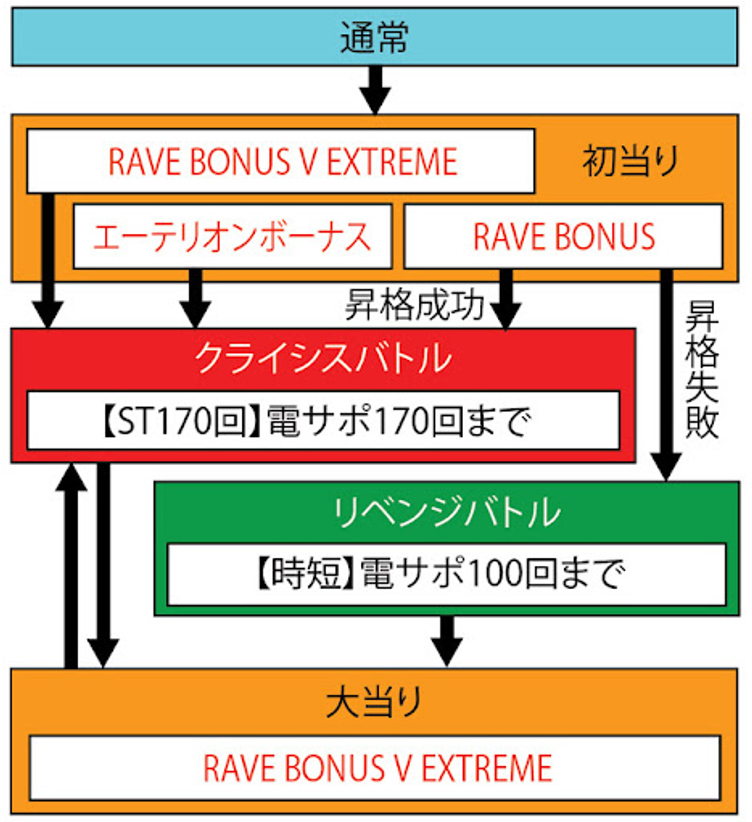 通常
RAVE BONUS V EXTREME
初当り
エーテリオンボーナス
RAVE BONUS
昇格成功
昇格失敗
クライシスバトル
【ST170回】電サポ170回まで
リベンジバトル
【時短】電サポ100回まで
大当り
RAVE BONUS V EXTREME